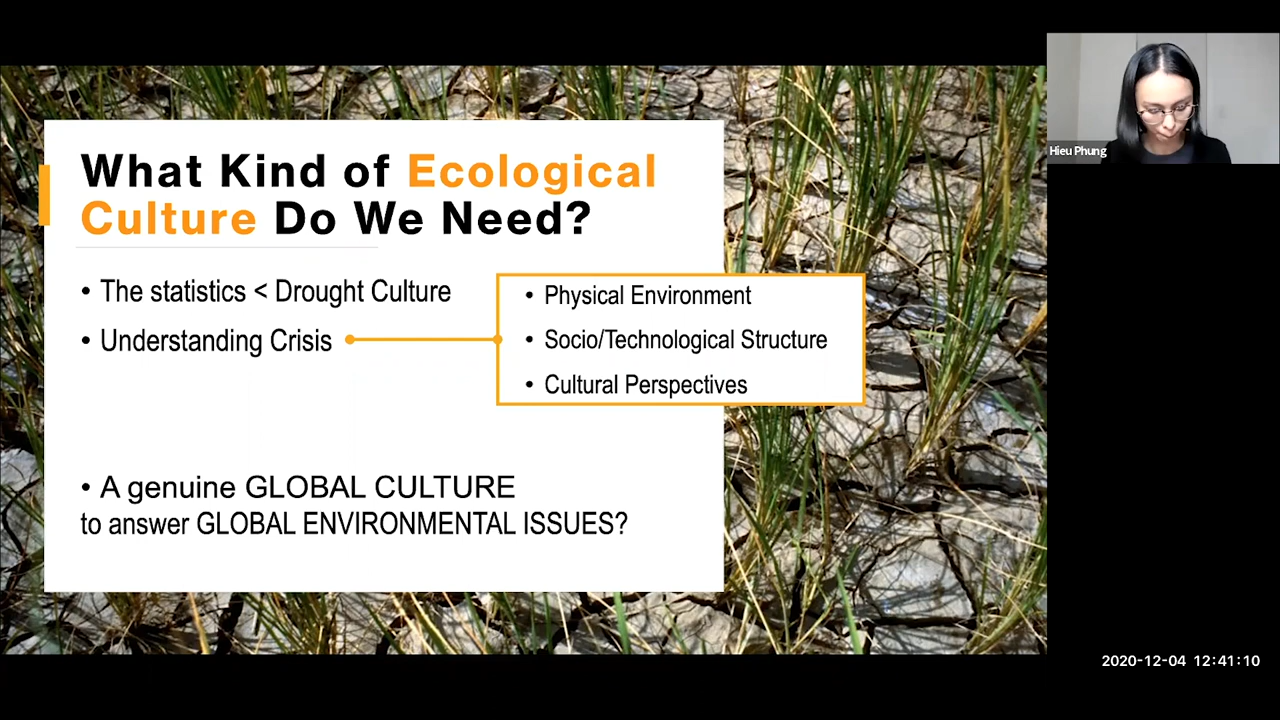 What Kind of Ecological
Culture Do We Need?
• The statistics < Drought Culture
• Understanding Crisis
• Physical Environment
• Socio/Technological Structure
• Cultural Perspectives
• A genuine GLOBAL CULTURE
to answer GLOBAL ENVIRONMENTAL ISSUES?
Hieu Phung
2020-12-04 12:41:10